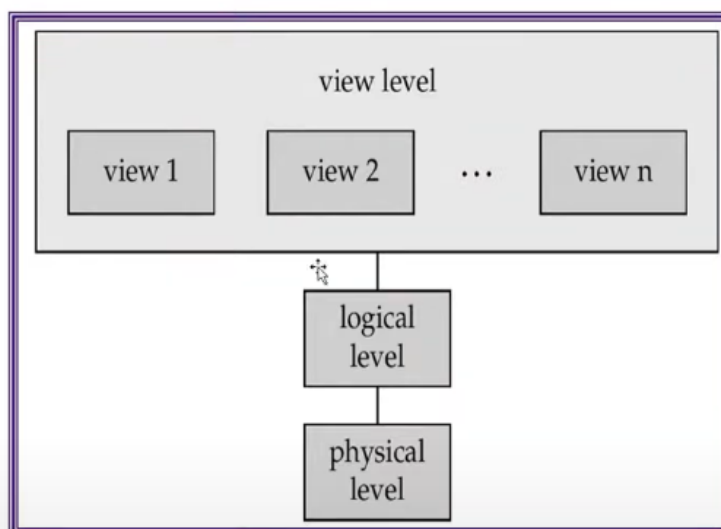 view level
view 1
view 2
...
view n
logical
level
physical
level